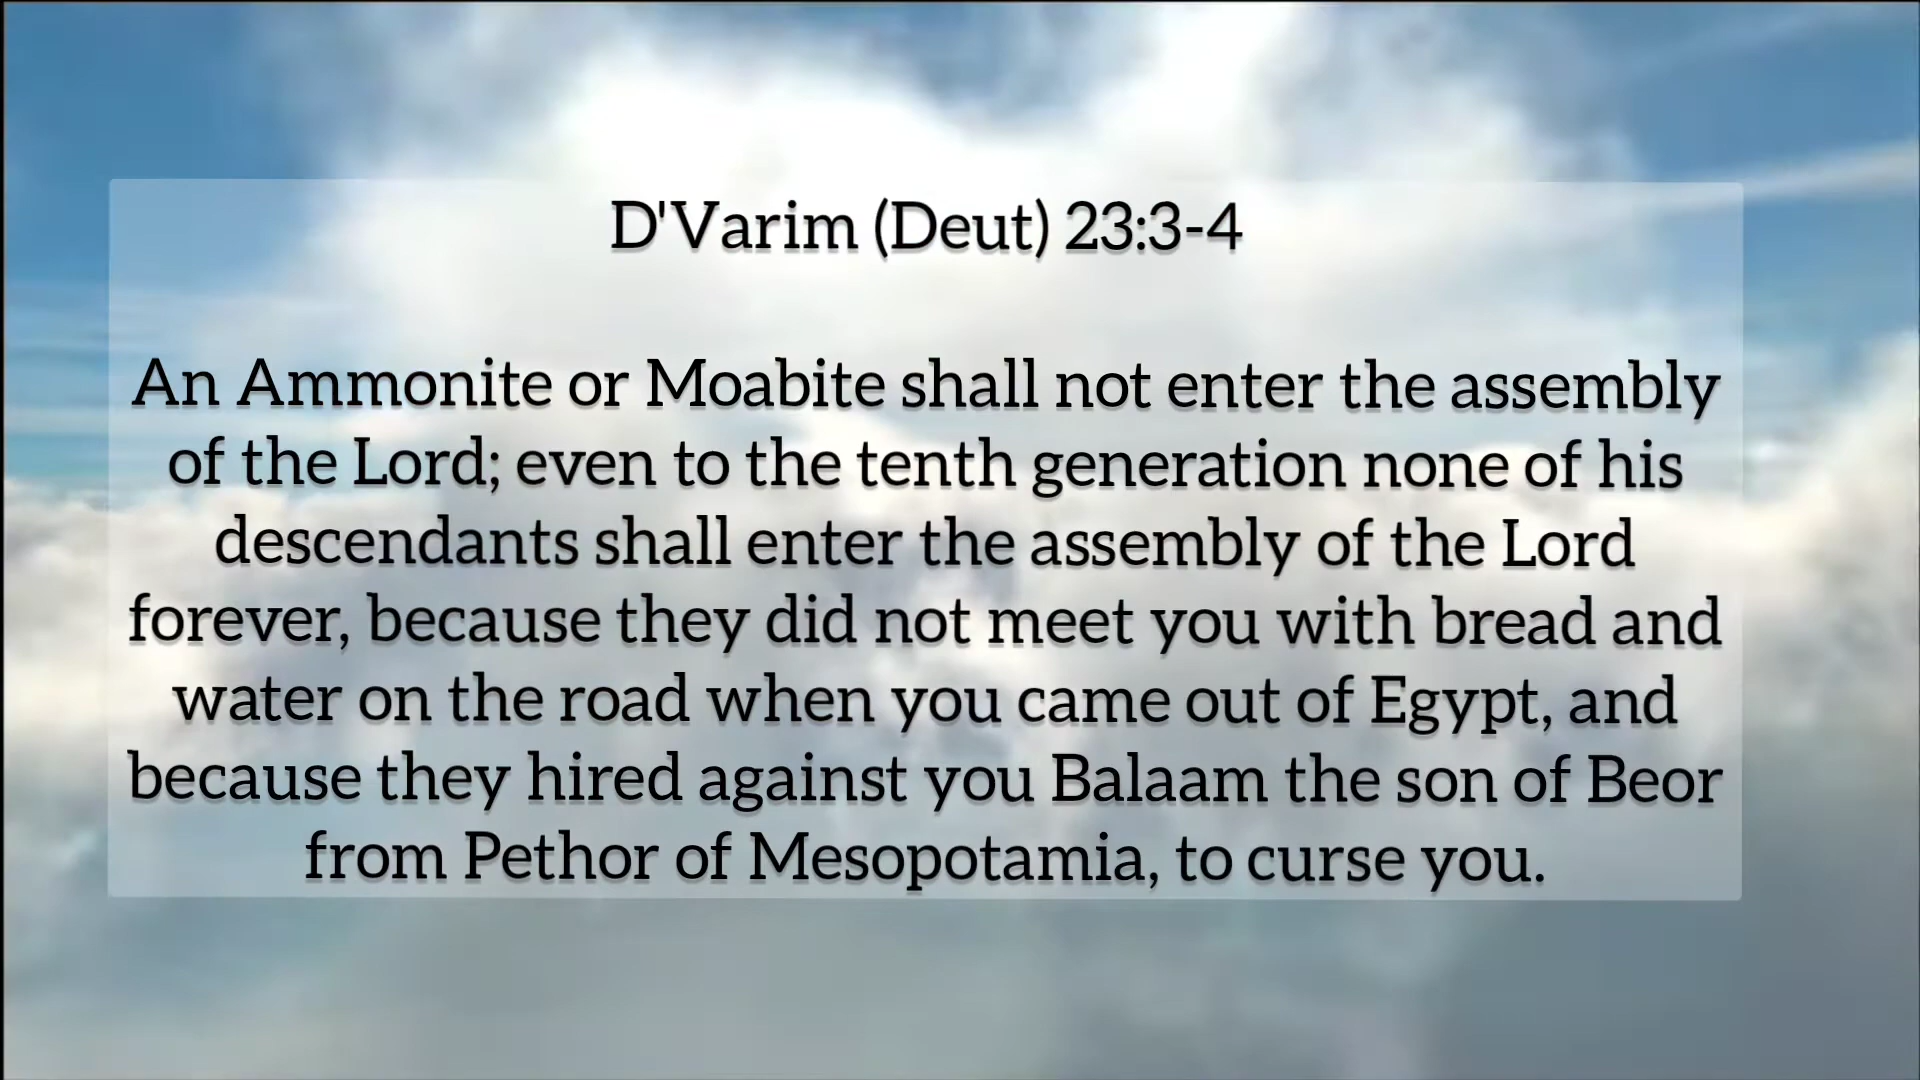 D'Varim (Deut) 23:3-4
An Ammonite or Moabite shall not enter the assembly
of the Lord; even to the tenth generation none of his
descendants shall enter the assembly of the Lord
forever, because they did not meet you with bread and
water on the road when you came out of Egypt, and
because they hired against you Balaam the son of Beor
from Pethor of Mesopotamia, to curse you.